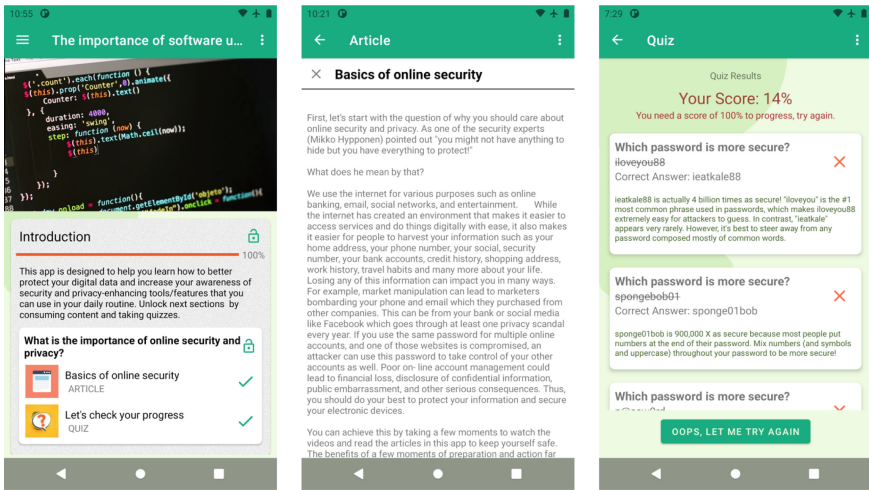 10:55
The importance of software u...
$('.count').each(function () {
$(this).prop('Counter',0).animate({
Counter: $(this).text()
}, {
duration: 4000,
easing: 'swing',
step: function (now) {
$(this).text(Math.ceil(now));
}
});
});
Introduction
100%
This app is designed to help you learn how to better
protect your digital data and increase your awareness of
security and privacy-enhancing tools/features that you
can use in your daily routine. Unlock next sections by
consuming content and taking quizzes.
What is the importance of online security and
privacy?
Basics of online security
ARTICLE
Let's check your progress
QUIZ
10:21
Article
Basics of online security
First, let's start with the question of why you should care about
online security and privacy. As one of the security experts
(Mikko Hypponen) pointed out "you might not have anything to
hide but you have everything to protect!"
What does he mean by that?
We use the internet for various purposes such as online
banking, email, social networks, and entertainment. While
the internet has created an environment that makes it easier to
access services and do things digitally with ease, it also makes
it easier for people to harvest your information such as your
home address, your phone number, your social, security
number, your bank accounts, credit history, shopping address,
work history, travel habits and many more about your life.
Losing any of this information can impact you in many ways.
For example, market manipulation can lead to marketers
bombarding your phone and email which they purchased from
other companies. This can be from your bank or social media
like Facebook which goes through at least one privacy scandal
every year. If you use the same password for multiple online
accounts, and one of those websites is compromised, an
attacker can use this password to take control of your other
accounts as well. Poor on- line account management could
lead to financial loss, disclosure of confidential information,
public embarrassment, and other serious consequences. Thus,
you should do your best to protect your information and secure
your electronic devices.
You can achieve this by taking a few moments to watch the
videos and read the articles in this app to keep yourself safe.
The benefits of a few moments of preparation and action far
7:29
Quiz
Quiz Results
Your Score: 14%
You need a score of 100% to progress, try again.
Which password is more secure?
iloveyou88
Correct Answer: ieatkale88
ieatkale88 is actually 4 billion times as secure! "iloveyou" is the #1
most common phrase used in passwords, which makes iloveyou88
extremely easy for attackers to guess. In contrast, "ieatkale"
appears very rarely. However, it's best to steer away from any
password composed mostly of common words.
Which password is more secure?
spongebob01
Correct Answer: sponge01bob
sponge01bob is 900,000 X as secure because most people put
numbers at the end of their password. Mix numbers (and symbols
and uppercase) throughout your password to be more secure!
Which password is more secure?
OOPS, LET ME TRY AGAIN